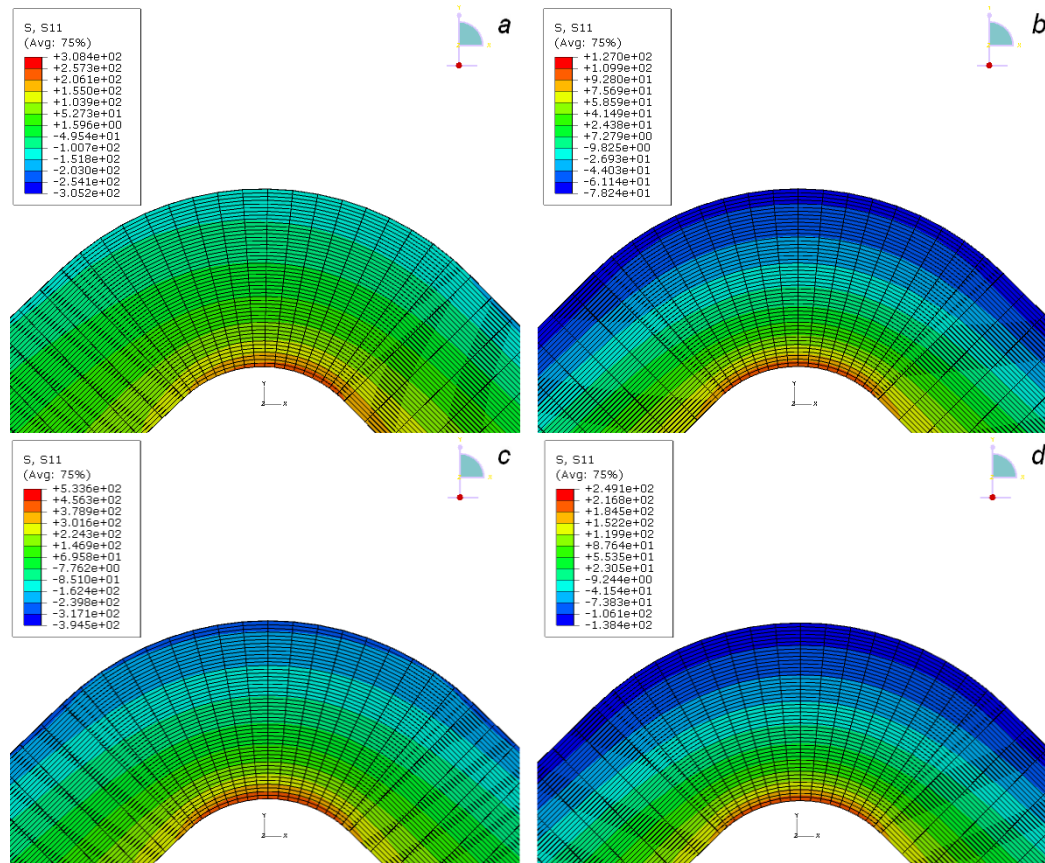 a
S, S11
(Avg: 75%)
+3.084e+02
+2.573e+02
+2.061e+02
+1.550e+02
+1.039e+02
+5.273e+01
+1.596e+00
-4.954e+01
-1.007e+02
-1.518e+02
-2.030e+02
-2.541e+02
-3.052e+02
Y
Z X
b
S, S11
(Avg: 75%)
+1.270e+02
+1.099e+02
+9.280e+01
+7.569e+01
+5.859e+01
+4.149e+01
+2.438e+01
+7.279e+00
-9.825e+00
-2.693e+01
-4.403e+01
-6.114e+01
-7.824e+01
Y
Z X
c
S, S11
(Avg: 75%)
+5.336e+02
+4.563e+02
+3.789e+02
+3.016e+02
+2.243e+02
+1.469e+02
+6.958e+01
-7.762e+00
-8.510e+01
-1.624e+02
-2.398e+02
-3.171e+02
-3.945e+02
Y
Z X
d
S, S11
(Avg: 75%)
+2.491e+02
+2.168e+02
+1.845e+02
+1.522e+02
+1.199e+02
+8.764e+01
+5.535e+01
+2.305e+01
-9.244e+00
-4.154e+01
-7.383e+01
-1.061e+02
-1.384e+02
Y
Z X